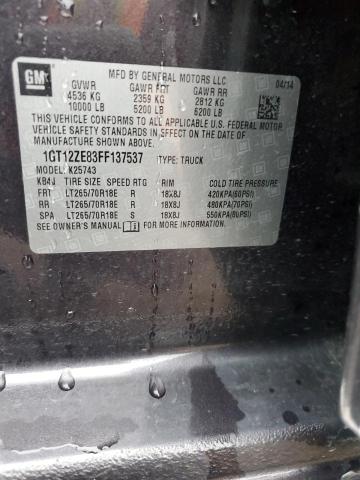 GM
MFD BY GENERAL MOTORS LLC 04/14
GVWR GAWR FRT GAWR RR
4536 KG 2359 KG 2812 KG
10000 LB 5200 LB 6200 LB
THIS VEHICLE CONFORMS TO ALL APPLICABLE U.S. FEDERAL MOTOR
VEHICLE SAFETY STANDARDS IN EFFECT ON THE DATE OF
MANUFACTURE SHOWN ABOVE.
1GT12ZE83FF137537 TYPE: TRUCK
MODEL: K25743
KB4J TIRE SIZE SPEED RTG RIM COLD TIRE PRESSURE
FRT LT265/70R18E R 18X8J 420KPA(60PSI)
RR LT265/70R18E R 18X8J 480KPA(70PSI)
SPA LT265/70R18E S 18X8J 550KPA(80PSI)
SEE OWNER'S MANUAL FOR MORE INFORMATION.